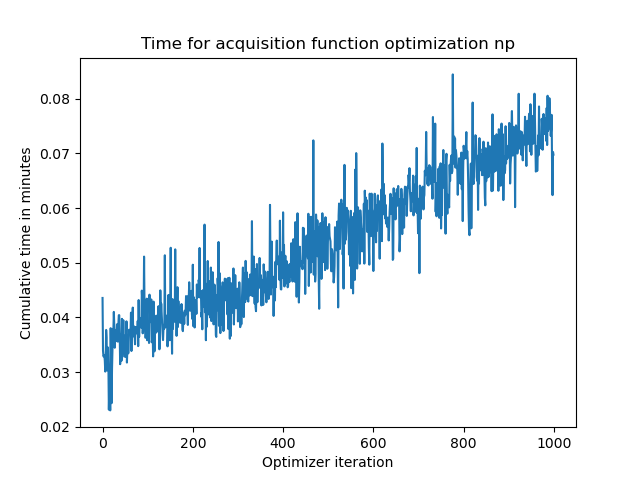 Time for acquisition function optimization np
Cumulative time in minutes
0.08
0.07
0.06
0.05
0.04
0.03
0.02
0 200 400 600 800 1000
Optimizer iteration